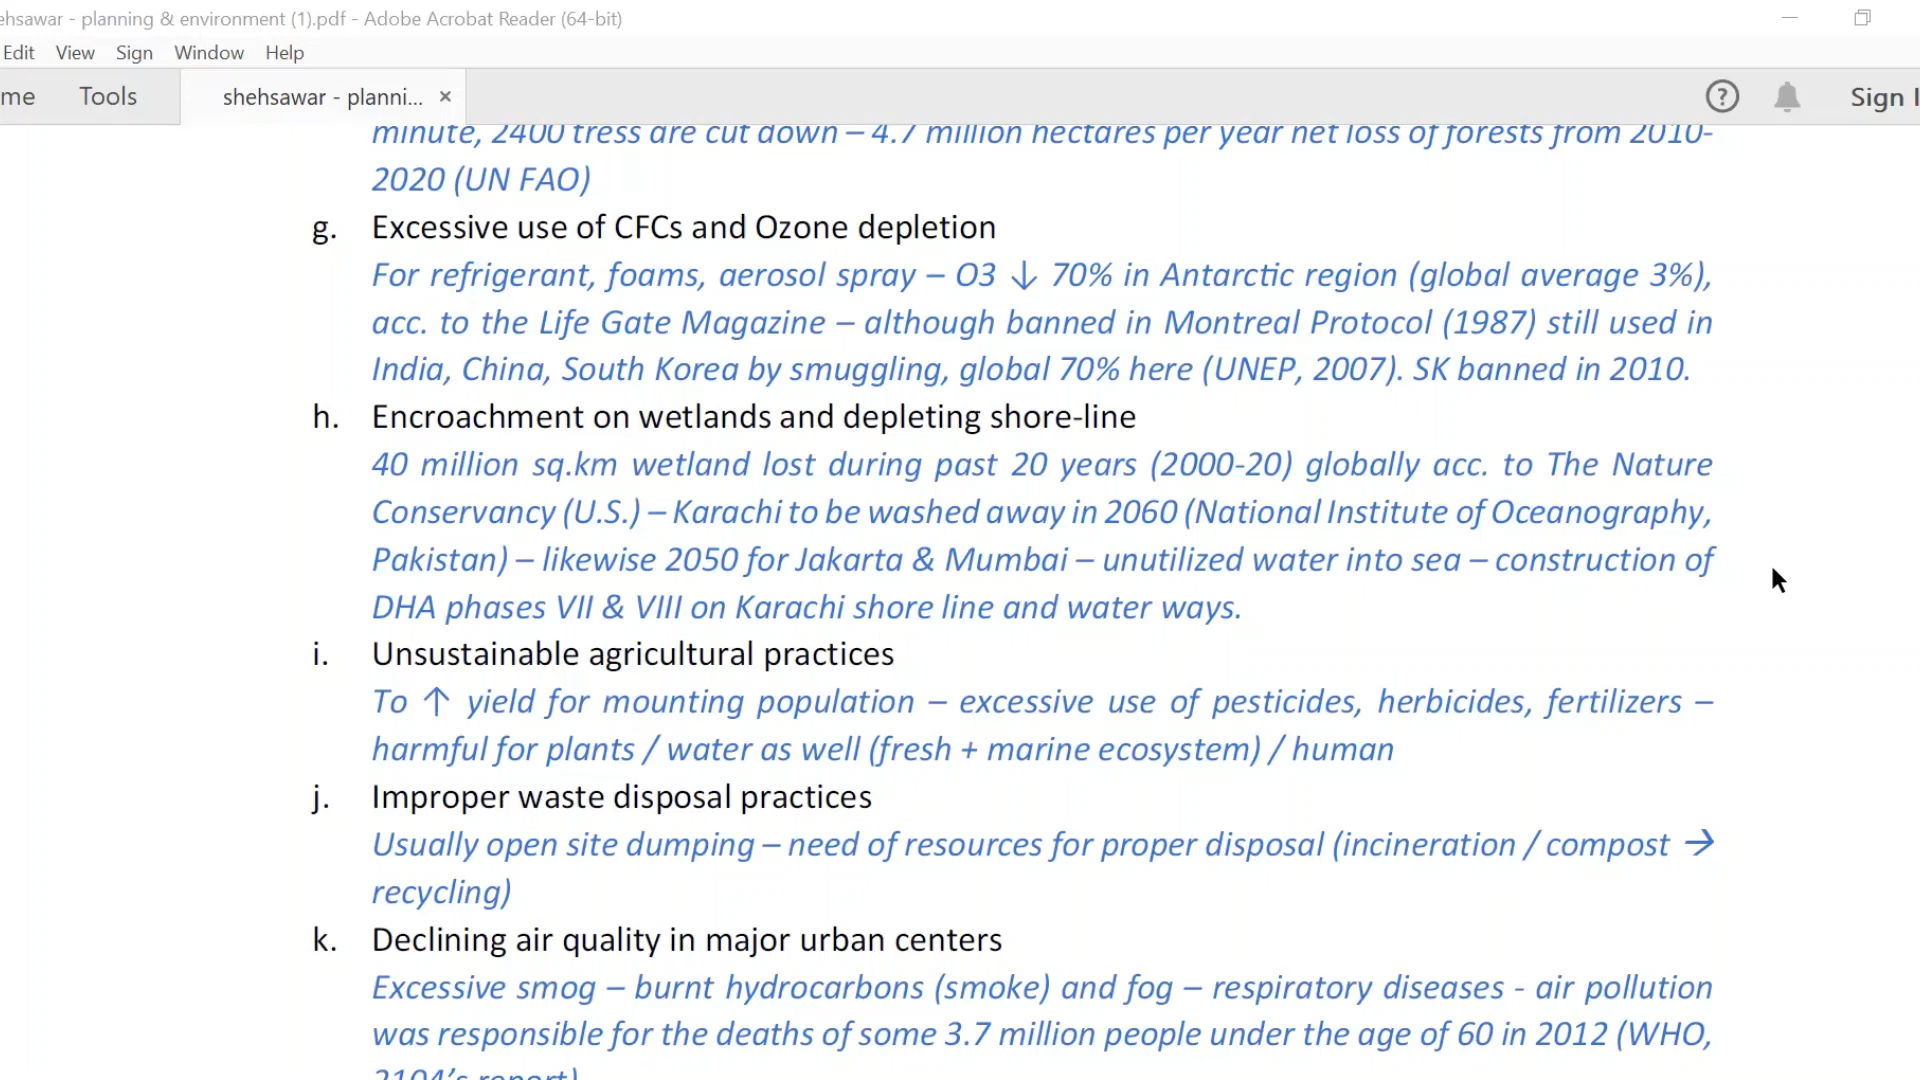 ehsawar - planning & environment (1).pdf - Adobe Acrobat Reader (64-bit)
Edit View Sign Window Help
me Tools shehsawar - planni... × ? Sign I
minute, 2400 tress are cut down – 4.7 million hectares per year net loss of forests from 2010-
2020 (UN FAO)
g. Excessive use of CFCs and Ozone depletion
For refrigerant, foams, aerosol spray – O3 ↓ 70% in Antarctic region (global average 3%),
acc. to the Life Gate Magazine – although banned in Montreal Protocol (1987) still used in
India, China, South Korea by smuggling, global 70% here (UNEP, 2007). SK banned in 2010.
h. Encroachment on wetlands and depleting shore-line
40 million sq.km wetland lost during past 20 years (2000-20) globally acc. to The Nature
Conservancy (U.S.) – Karachi to be washed away in 2060 (National Institute of Oceanography,
Pakistan) – likewise 2050 for Jakarta & Mumbai – unutilized water into sea – construction of
DHA phases VII & VIII on Karachi shore line and water ways.
i. Unsustainable agricultural practices
To ↑ yield for mounting population – excessive use of pesticides, herbicides, fertilizers –
harmful for plants / water as well (fresh + marine ecosystem) / human
j. Improper waste disposal practices
Usually open site dumping – need of resources for proper disposal (incineration / compost →
recycling)
k. Declining air quality in major urban centers
Excessive smog – burnt hydrocarbons (smoke) and fog – respiratory diseases - air pollution
was responsible for the deaths of some 3.7 million people under the age of 60 in 2012 (WHO,
2104's report)